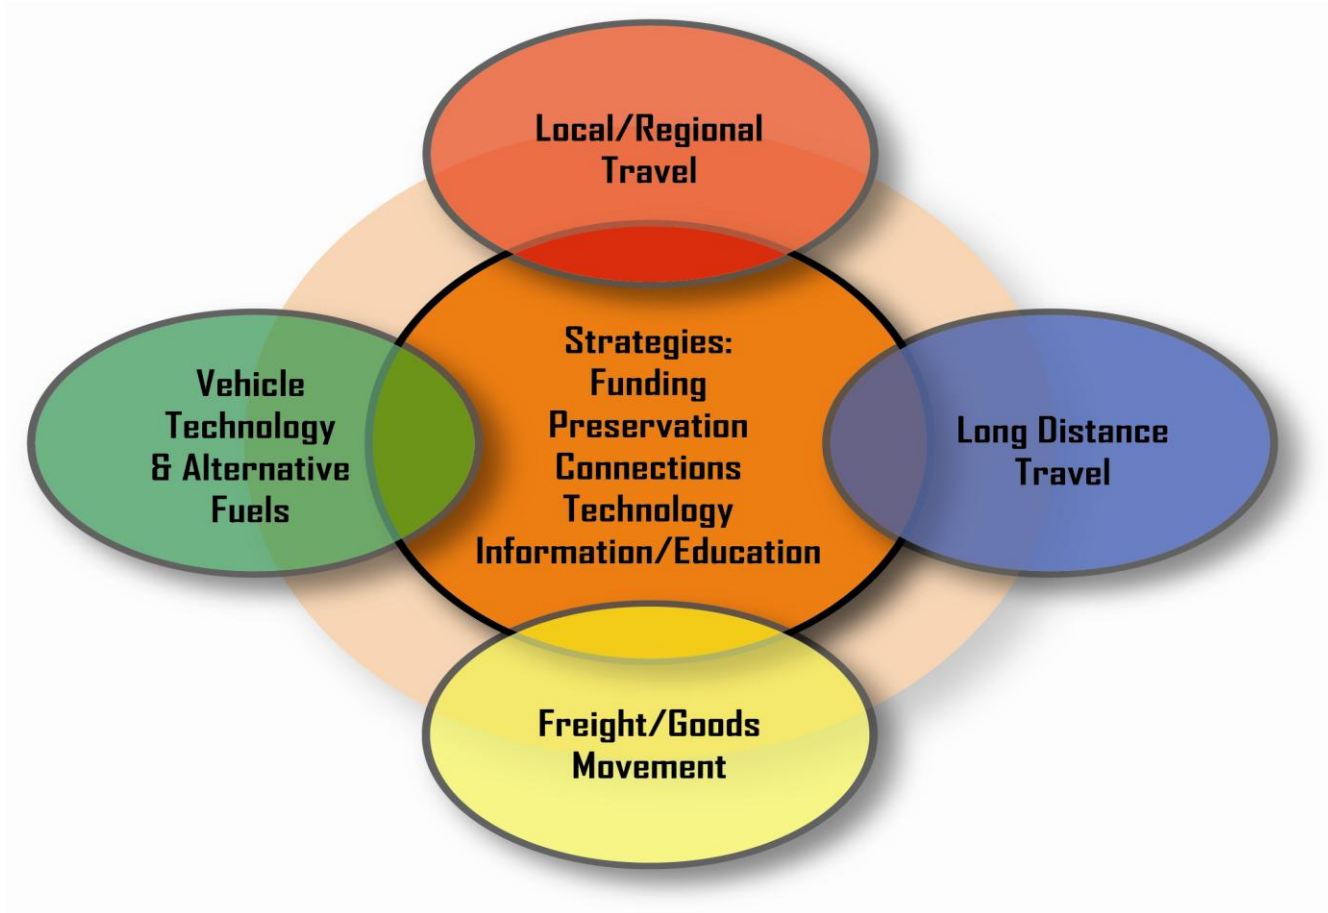 Local/Regional
Travel
Strategies:
Funding
Preservation
Connections
Technology
Information/Education
Vehicle
Technology
& Alternative
Fuels
Long Distance
Travel
Freight/Goods
Movement